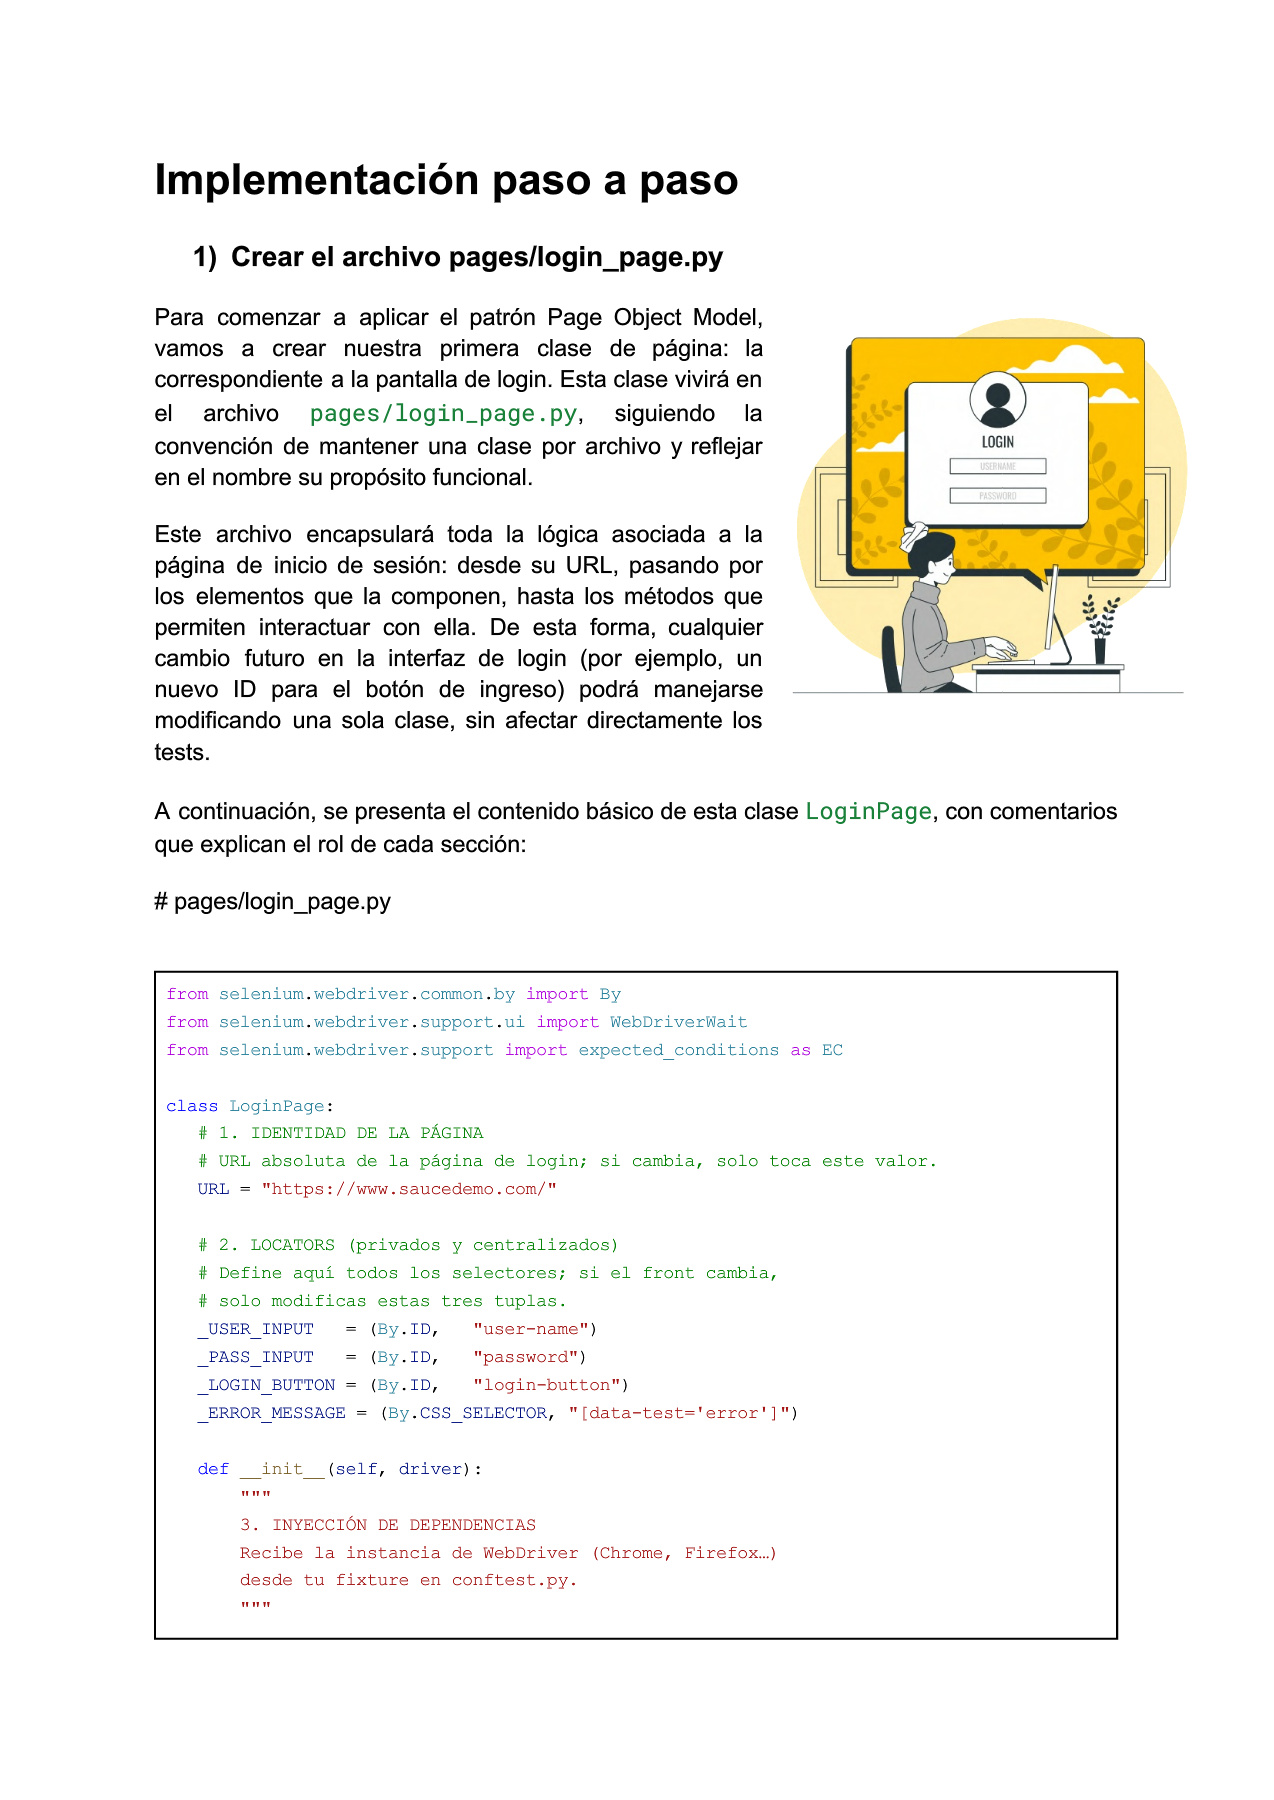 Implementación paso a paso
1) Crear el archivo pages/login_page.py
Para comenzar a aplicar el patrón Page Object Model,
vamos a crear nuestra primera clase de página: la
correspondiente a la pantalla de login. Esta clase vivirá en
el archivo pages/login_page.py, siguiendo la
convención de mantener una clase por archivo y reflejar
en el nombre su propósito funcional.
LOGIN
USERNAME
PASSWORD
Este archivo encapsulará toda la lógica asociada a la
página de inicio de sesión: desde su URL, pasando por
los elementos que la componen, hasta los métodos que
permiten interactuar con ella. De esta forma, cualquier
cambio futuro en la interfaz de login (por ejemplo, un
nuevo ID para el botón de ingreso) podrá manejarse
modificando una sola clase, sin afectar directamente los
tests.
A continuación, se presenta el contenido básico de esta clase LoginPage, con comentarios
que explican el rol de cada sección:
# pages/login_page.py
from selenium.webdriver.common.by import By
from selenium.webdriver.support.ui import WebDriverWait
from selenium.webdriver.support import expected_conditions as EC
class LoginPage:
# 1. IDENTIDAD DE LA PÁGINA
# URL absoluta de la página de login; si cambia, solo toca este valor.
URL = "https://www.saucedemo.com/"
# 2. LOCATORS (privados y centralizados)
# Define aquí todos los selectores; si el front cambia,
# solo modificas estas tres tuplas.
_USER_INPUT   = (By.ID,   "user-name")
_PASS_INPUT   = (By.ID,   "password")
_LOGIN_BUTTON = (By.ID,   "login-button")
_ERROR_MESSAGE = (By.CSS_SELECTOR, "[data-test='error']")
def __init__(self, driver):
"""
3. INYECCIÓN DE DEPENDENCIAS
Recibe la instancia de WebDriver (Chrome, Firefox…)
desde tu fixture en conftest.py.
"""